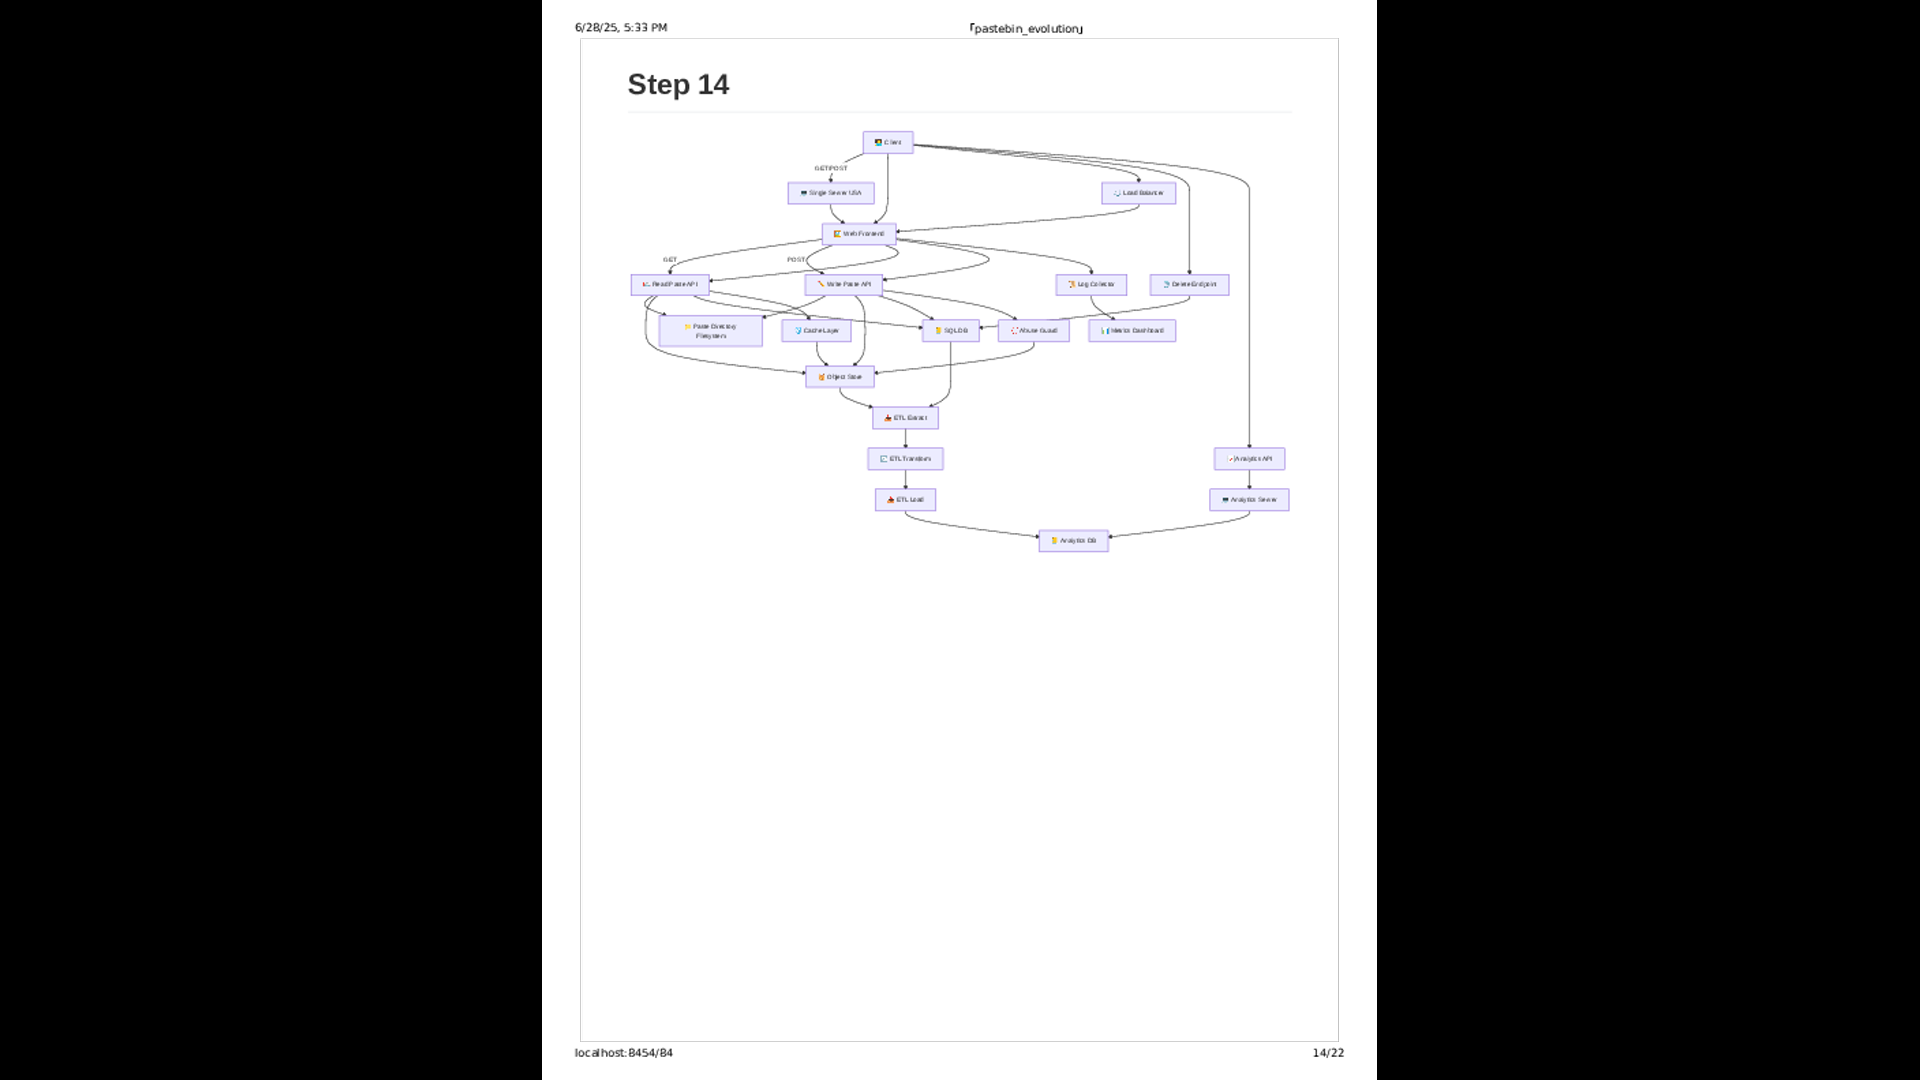 6/28/25, 5:33 PM
「pastebin_evolution」
Step 14
Client
GET/POST
Single Server USA
Load Balancer
Web Frontend
GET
POST
Read Paste API
Write Paste API
Log Collector
Delete Endpoint
Paste Directory
Filesystem
Cache Layer
SQL DB
Abuse Guard
Metrics Dashboard
Object Store
ETL Extract
ETL Transform
Analytics API
ETL Load
Analytics Server
Analytics DB
localhost:8454/84
14/22